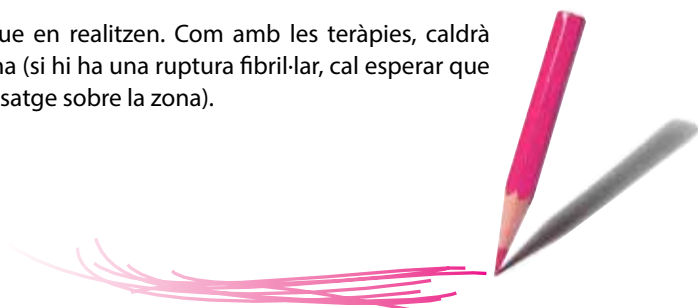 ue en realitzen. Com amb les teràpies, caldrà
na (si hi ha una ruptura fibril·lar, cal esperar que
satge sobre la zona).